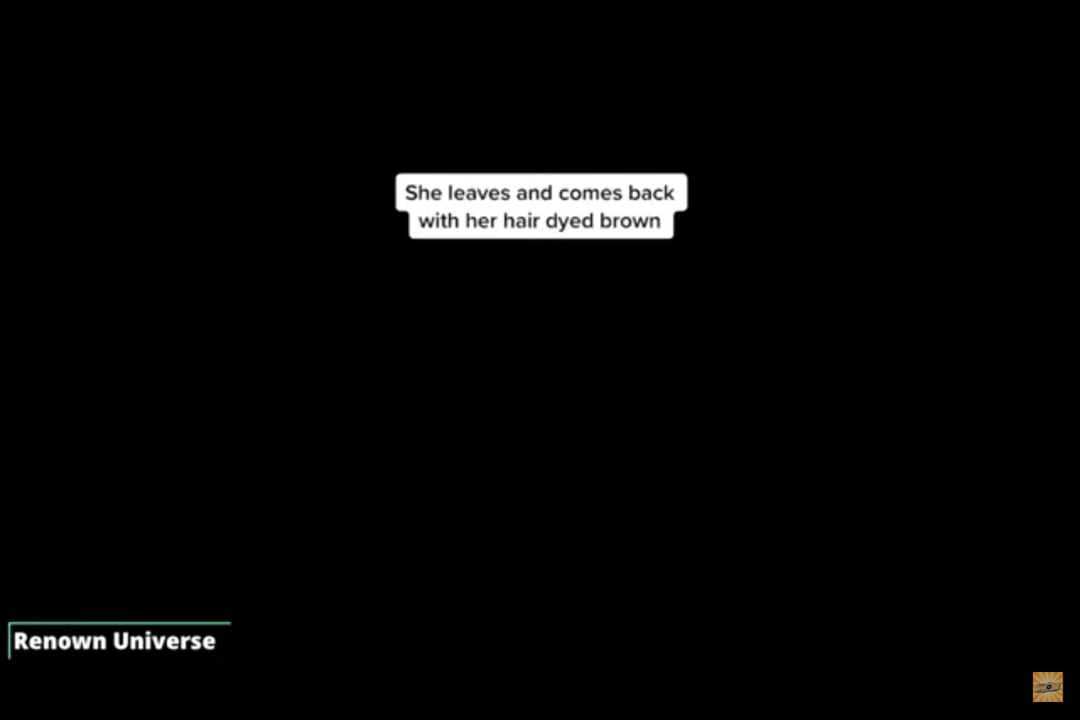 She leaves and comes back
with her hair dyed brown
Renown Universe